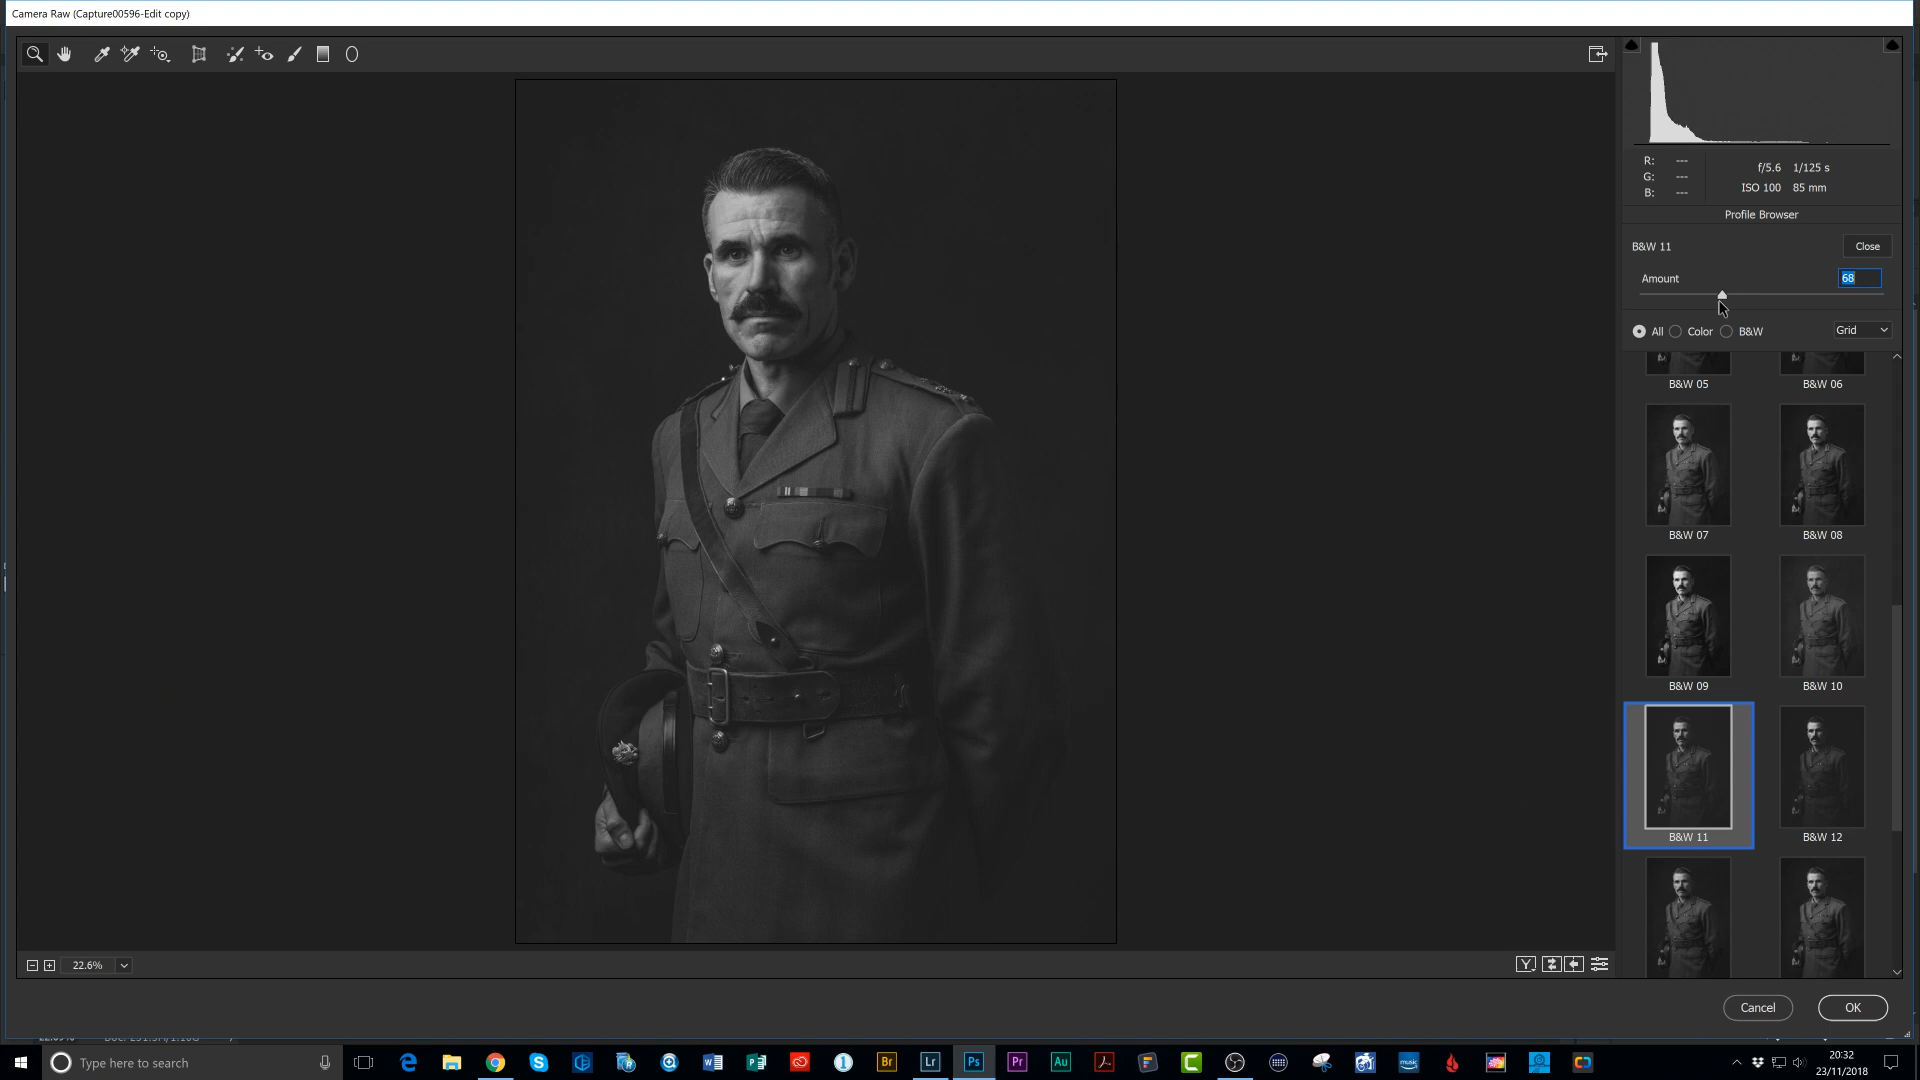 Camera Raw (Capture00596-Edit copy)
R: ---
G: ---
B: ---
f/5.6 1/125 s
ISO 100 85 mm
Profile Browser
B&W 11
Close
Amount
68
All
Color
B&W
Grid
B&W 05
B&W 06
B&W 07
B&W 08
B&W 09
B&W 10
B&W 11
B&W 12
22.6%
Y
Cancel
OK
Type here to search
Br
Lr
Ps
Pr
Au
music
20:32
23/11/2018